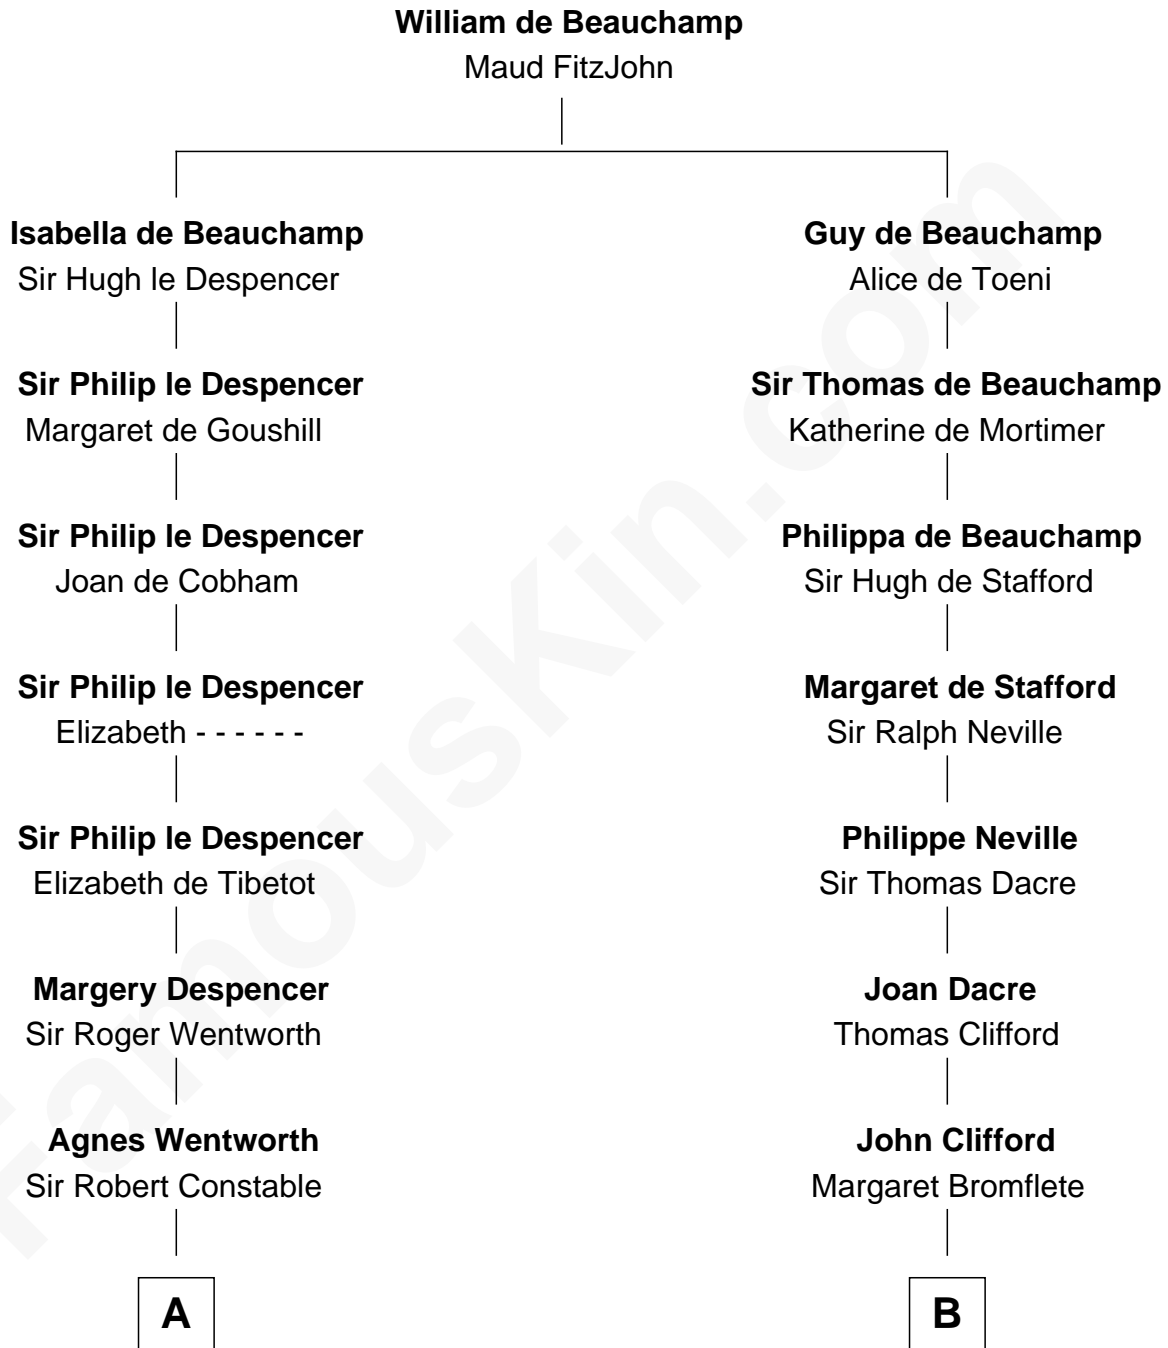 William de Beauchamp
Maud FitzJohn
Isabella de Beauchamp
Sir Hugh le Despencer
Guy de Beauchamp
Alice de Toeni
Sir Philip le Despencer
Margaret de Goushill
Sir Thomas de Beauchamp
Katherine de Mortimer
Sir Philip le Despencer
Joan de Cobham
Philippa de Beauchamp
Sir Hugh de Stafford
Sir Philip le Despencer
Elizabeth - - - - - -
Margaret de Stafford
Sir Ralph Neville
Sir Philip le Despencer
Elizabeth de Tibetot
Philippe Neville
Sir Thomas Dacre
Margery Despencer
Sir Roger Wentworth
Joan Dacre
Thomas Clifford
Agnes Wentworth
Sir Robert Constable
John Clifford
Margaret Bromflete
A
B
FamousKin.com